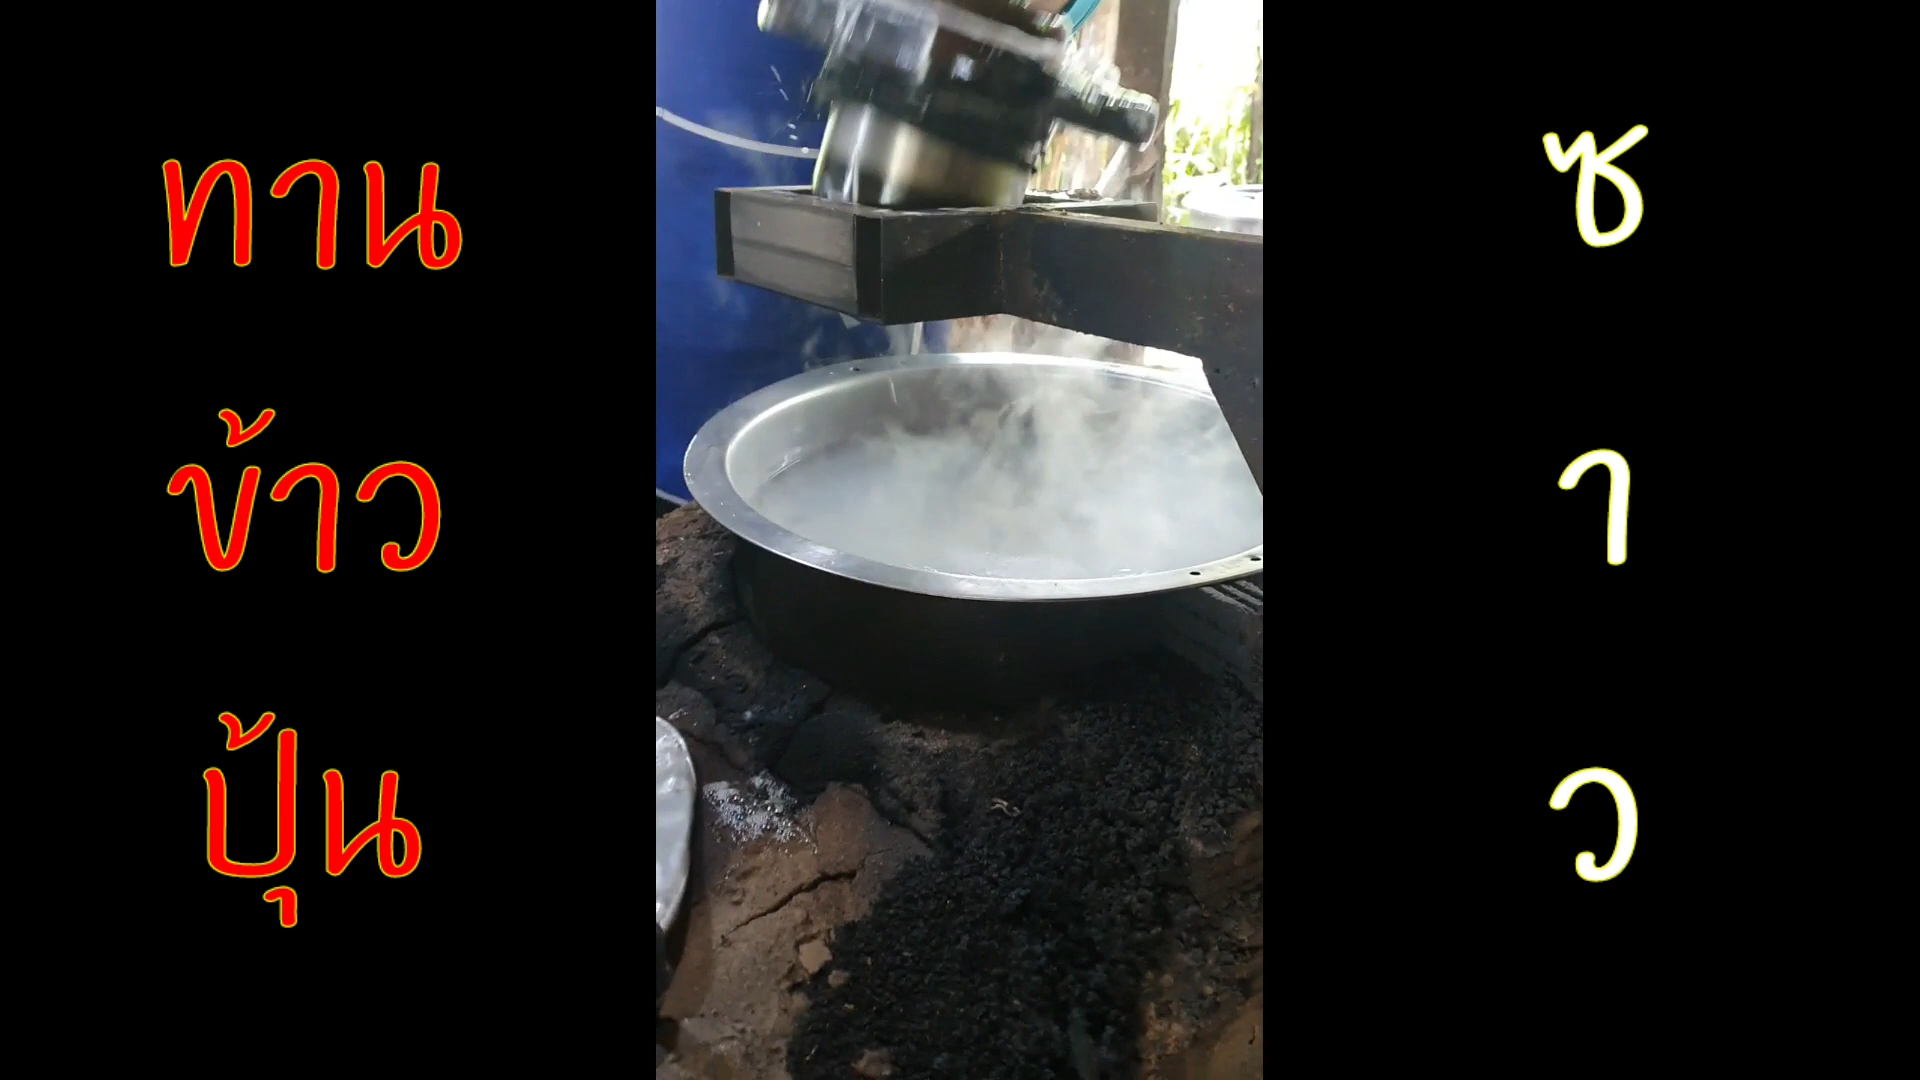 ทาน
ข้าว
ปุ้น
ซ
า
ว